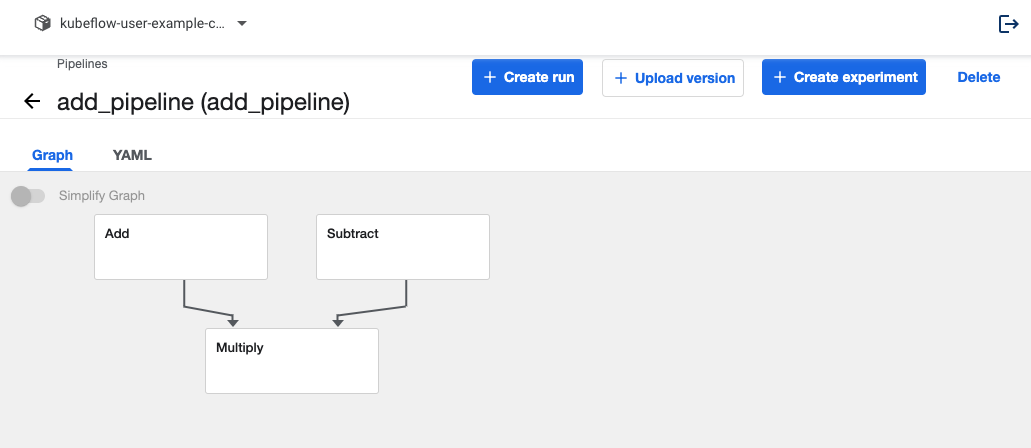 kubeflow-user-example-c...
Pipelines
add_pipeline (add_pipeline)
+ Create run
+ Upload version
+ Create experiment
Delete
Graph
YAML
Simplify Graph
Add
Subtract
Multiply